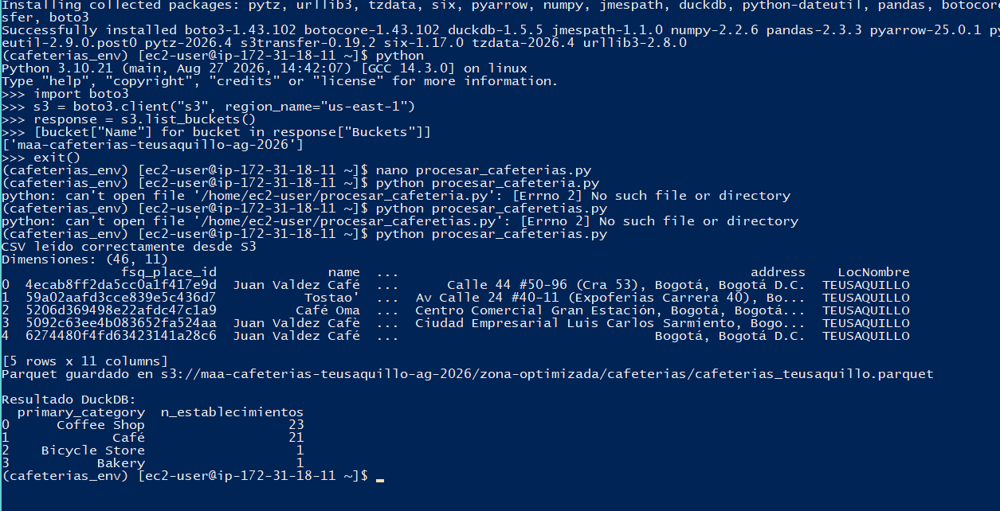 Installing collected packages: pytz, urllib3, tzdata, six, pyarrow, numpy, jmespath, duckdb, python-dateutil, pandas, botocore
sfer, boto3
Successfully installed boto3-1.43.102 botocore-1.43.102 duckdb-1.5.5 jmespath-1.1.0 numpy-2.2.6 pandas-2.3.3 pyarrow-25.0.1 py
eutil-2.9.0.post0 pytz-2026.4 s3transfer-0.19.2 six-1.17.0 tzdata-2026.4 urllib3-2.8.0
(cafeterias_env) [ec2-user@ip-172-31-18-11 ~]$ python
Python 3.10.21 (main, Aug 27 2026, 14:42:07) [GCC 14.3.0] on linux
Type "help", "copyright", "credits" or "license" for more information.
>>> import boto3
>>> s3 = boto3.client("s3", region_name="us-east-1")
>>> response = s3.list_buckets()
>>> [bucket["Name"] for bucket in response["Buckets"]]
['maa-cafeterias-teusaquillo-ag-2026']
>>> exit()
(cafeterias_env) [ec2-user@ip-172-31-18-11 ~]$ nano procesar_cafeterias.py
(cafeterias_env) [ec2-user@ip-172-31-18-11 ~]$ python procesar_cafeteria.py
python: can't open file '/home/ec2-user/procesar_cafeteria.py': [Errno 2] No such file or directory
(cafeterias_env) [ec2-user@ip-172-31-18-11 ~]$ python procesar_caferetias.py
python: can't open file '/home/ec2-user/procesar_caferetias.py': [Errno 2] No such file or directory
(cafeterias_env) [ec2-user@ip-172-31-18-11 ~]$ python procesar_cafeterias.py
CSV leído correctamente desde S3
Dimensiones: (46, 11)
fsq_place_id name ... address LocNombre
0 4ecab8ff2da5cc0a1f417e9d Juan Valdez Café ... Calle 44 #50-96 (Cra 53), Bogotá, Bogotá D.C. TEUSAQUILLO
1 59a02aafd3cce839e5c436d7 Tostao' ... Av Calle 24 #40-11 (Expoferias Carrera 40), Bo... TEUSAQUILLO
2 5206d369498e22afdc47c1a9 Café Oma ... Centro Comercial Gran Estación, Bogotá, Bogotá... TEUSAQUILLO
3 5092c63ee4b083652fa524aa Juan Valdez Cafè ... Ciudad Empresarial Luis Carlos Sarmiento, Bogo... TEUSAQUILLO
4 6274480f4fd63423141a28c6 Juan Valdez Café ... Bogotá, Bogotá D.C. TEUSAQUILLO
[5 rows x 11 columns]
Parquet guardado en s3://maa-cafeterias-teusaquillo-ag-2026/zona-optimizada/cafeterias/cafeterias_teusaquillo.parquet
Resultado DuckDB:
primary_category n_establecimientos
0 Coffee Shop 23
1 Café 21
2 Bicycle Store 1
3 Bakery 1
(cafeterias_env) [ec2-user@ip-172-31-18-11 ~]$